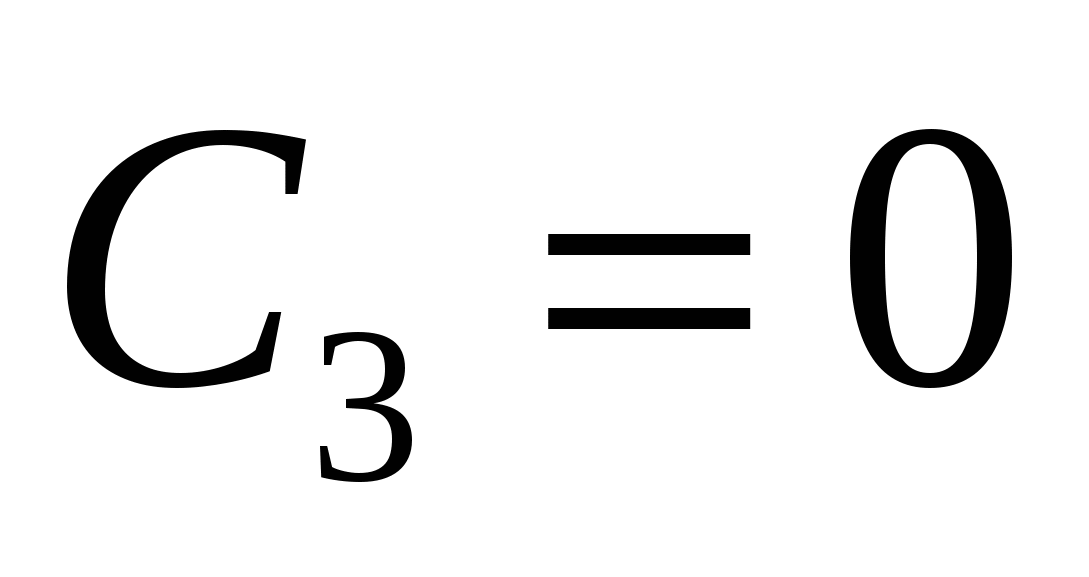 C₃ = 0